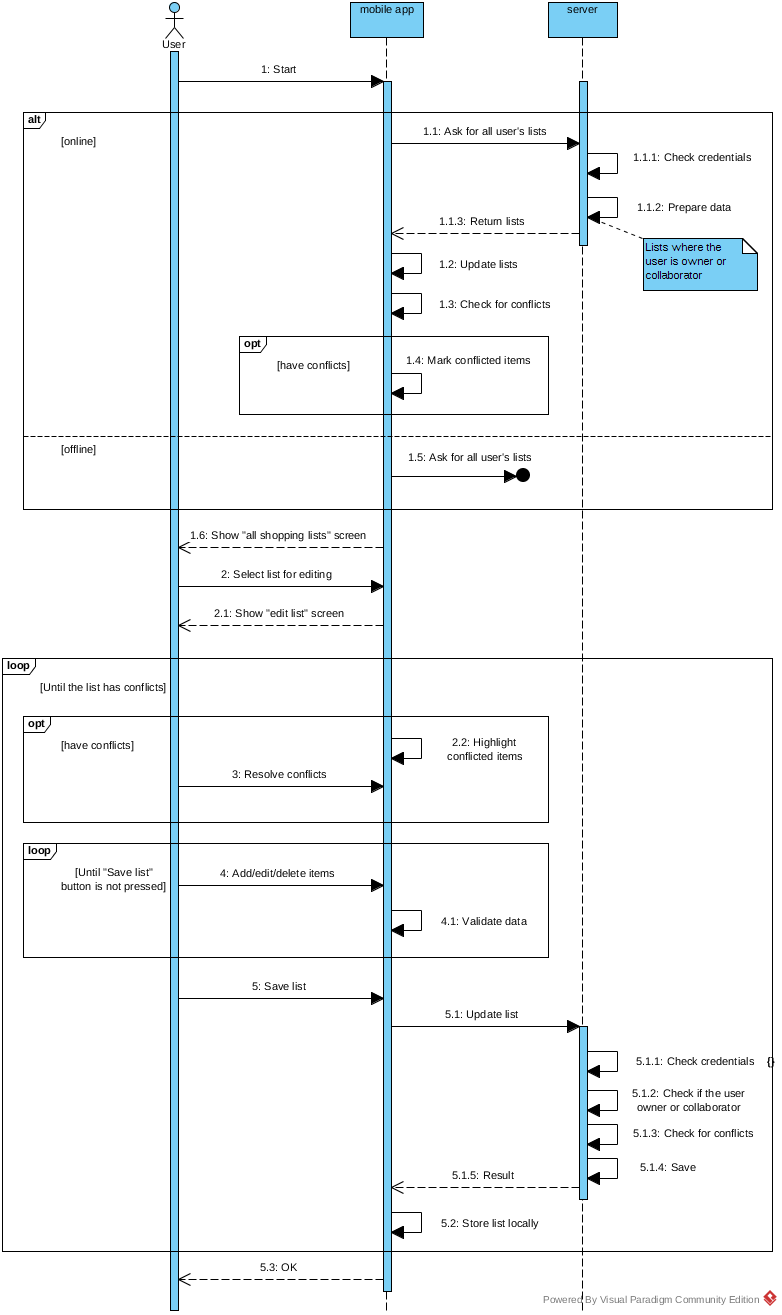 mobile app
server
User
1: Start
alt
[online]
1.1: Ask for all user's lists
1.1.1: Check credentials
1.1.2: Prepare data
1.1.3: Return lists
Lists where the
user is owner or
collaborator
1.2: Update lists
1.3: Check for conflicts
opt
[have conflicts]
1.4: Mark conflicted items
[offline]
1.5: Ask for all user's lists
1.6: Show "all shopping lists" screen
2: Select list for editing
2.1: Show "edit list" screen
loop
[Until the list has conflicts]
opt
[have conflicts]
2.2: Highlight
conflicted items
3: Resolve conflicts
loop
[Until "Save list"
button is not pressed]
4: Add/edit/delete items
4.1: Validate data
5: Save list
5.1: Update list
5.1.1: Check credentials {}
5.1.2: Check if the user
owner or collaborator
5.1.3: Check for conflicts
5.1.4: Save
5.1.5: Result
5.2: Store list locally
5.3: OK
Powered By Visual Paradigm Community Edition